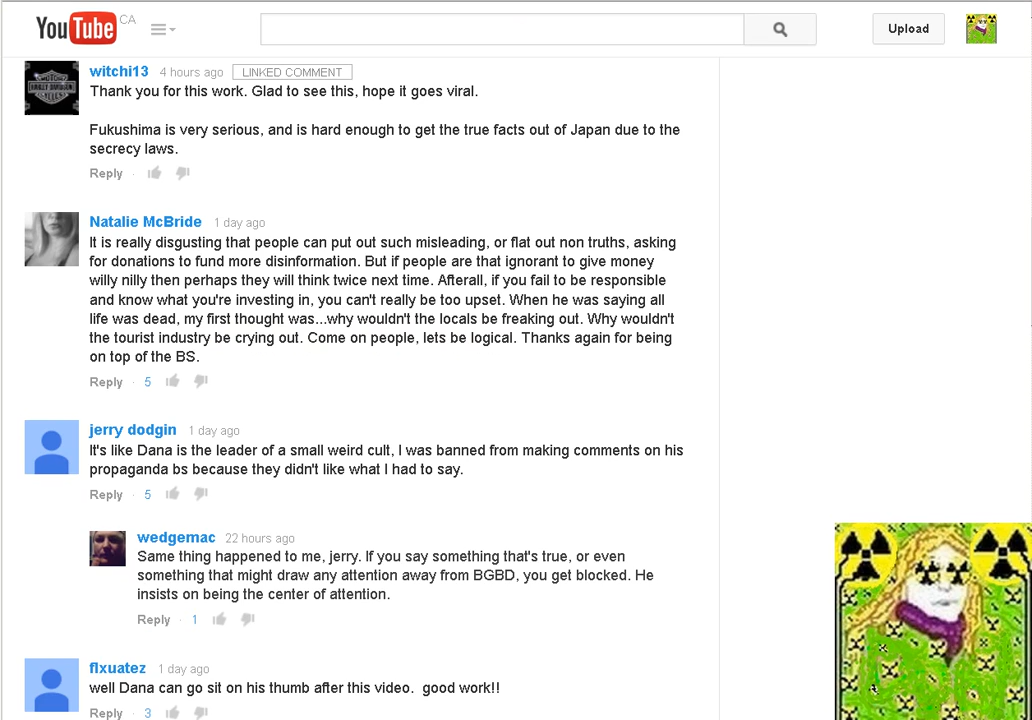 YouTube CA
Upload
witchi13 4 hours ago LINKED COMMENT
Thank you for this work. Glad to see this, hope it goes viral.
Fukushima is very serious, and is hard enough to get the true facts out of Japan due to the
secrecy laws.
Reply ·
Natalie McBride 1 day ago
It is really disgusting that people can put out such misleading, or flat out non truths, asking
for donations to fund more disinformation. But if people are that ignorant to give money
willy nilly then perhaps they will think twice next time. Afterall, if you fail to be responsible
and know what you're investing in, you can't really be too upset. When he was saying all
life was dead, my first thought was...why wouldn't the locals be freaking out. Why wouldn't
the tourist industry be crying out. Come on people, lets be logical. Thanks again for being
on top of the BS.
Reply · 5
jerry dodgin 1 day ago
It's like Dana is the leader of a small weird cult, I was banned from making comments on his
propaganda bs because they didn't like what I had to say.
Reply · 5
wedgemac 22 hours ago
Same thing happened to me, jerry. If you say something that's true, or even
something that might draw any attention away from BGBD, you get blocked. He
insists on being the center of attention.
Reply · 1
flxuatez 1 day ago
well Dana can go sit on his thumb after this video.  good work!!
Reply · 3